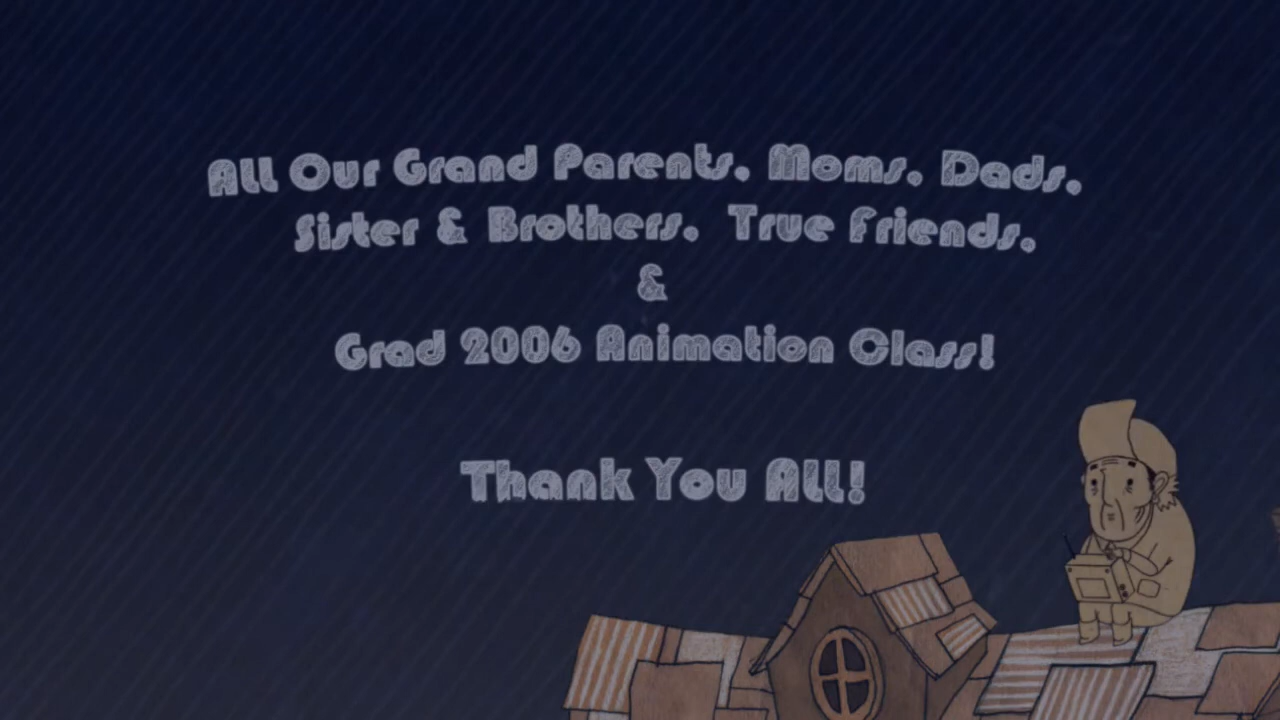 ALL Our Grand Parents, Moms, Dads,
Sister & Brothers, True Friends,
&
Grad 2006 Animation Class!
Thank You ALL!